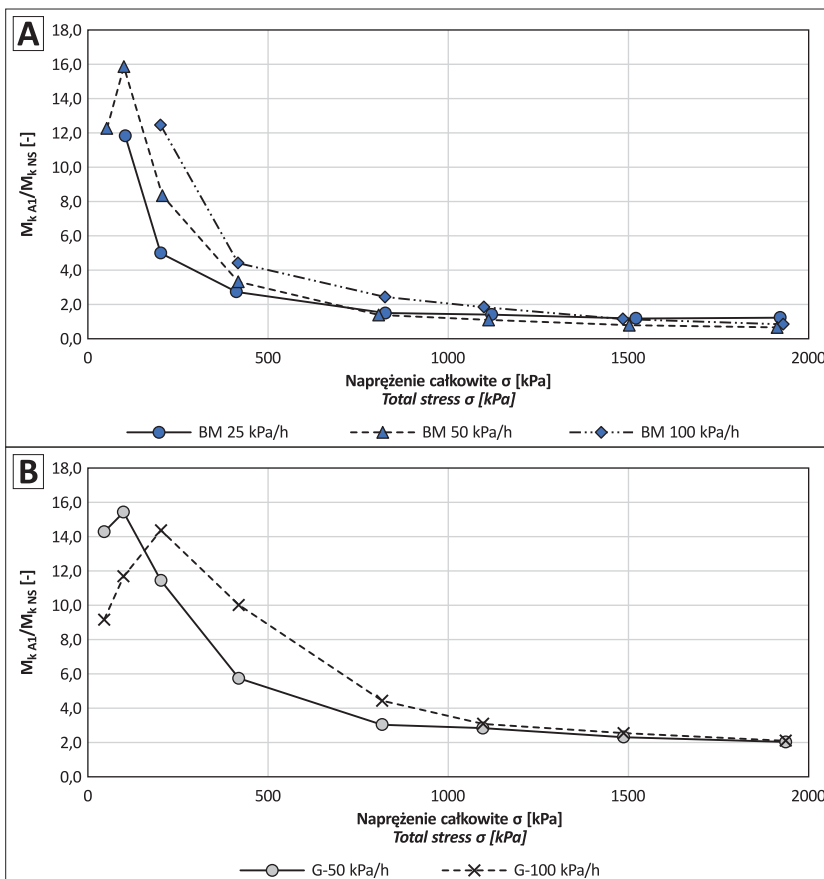 A
18,0
16,0
14,0
12,0
10,0
8,0
6,0
4,0
2,0
0,0
M k A1/M k NS [-]
0 500 1000 1500 2000
Naprężenie całkowite σ [kPa]
Total stress σ [kPa]
BM 25 kPa/h BM 50 kPa/h BM 100 kPa/h
B
18,0
16,0
14,0
12,0
10,0
8,0
6,0
4,0
2,0
0,0
M k A1/M k NS [-]
0 500 1000 1500 2000
Naprężenie całkowite σ [kPa]
Total stress σ [kPa]
G-50 kPa/h G-100 kPa/h